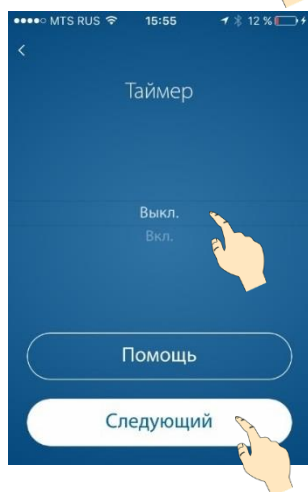 MTS RUS 15:55 12 %
Таймер
Выкл.
Вкл.
Помощь
Следующий